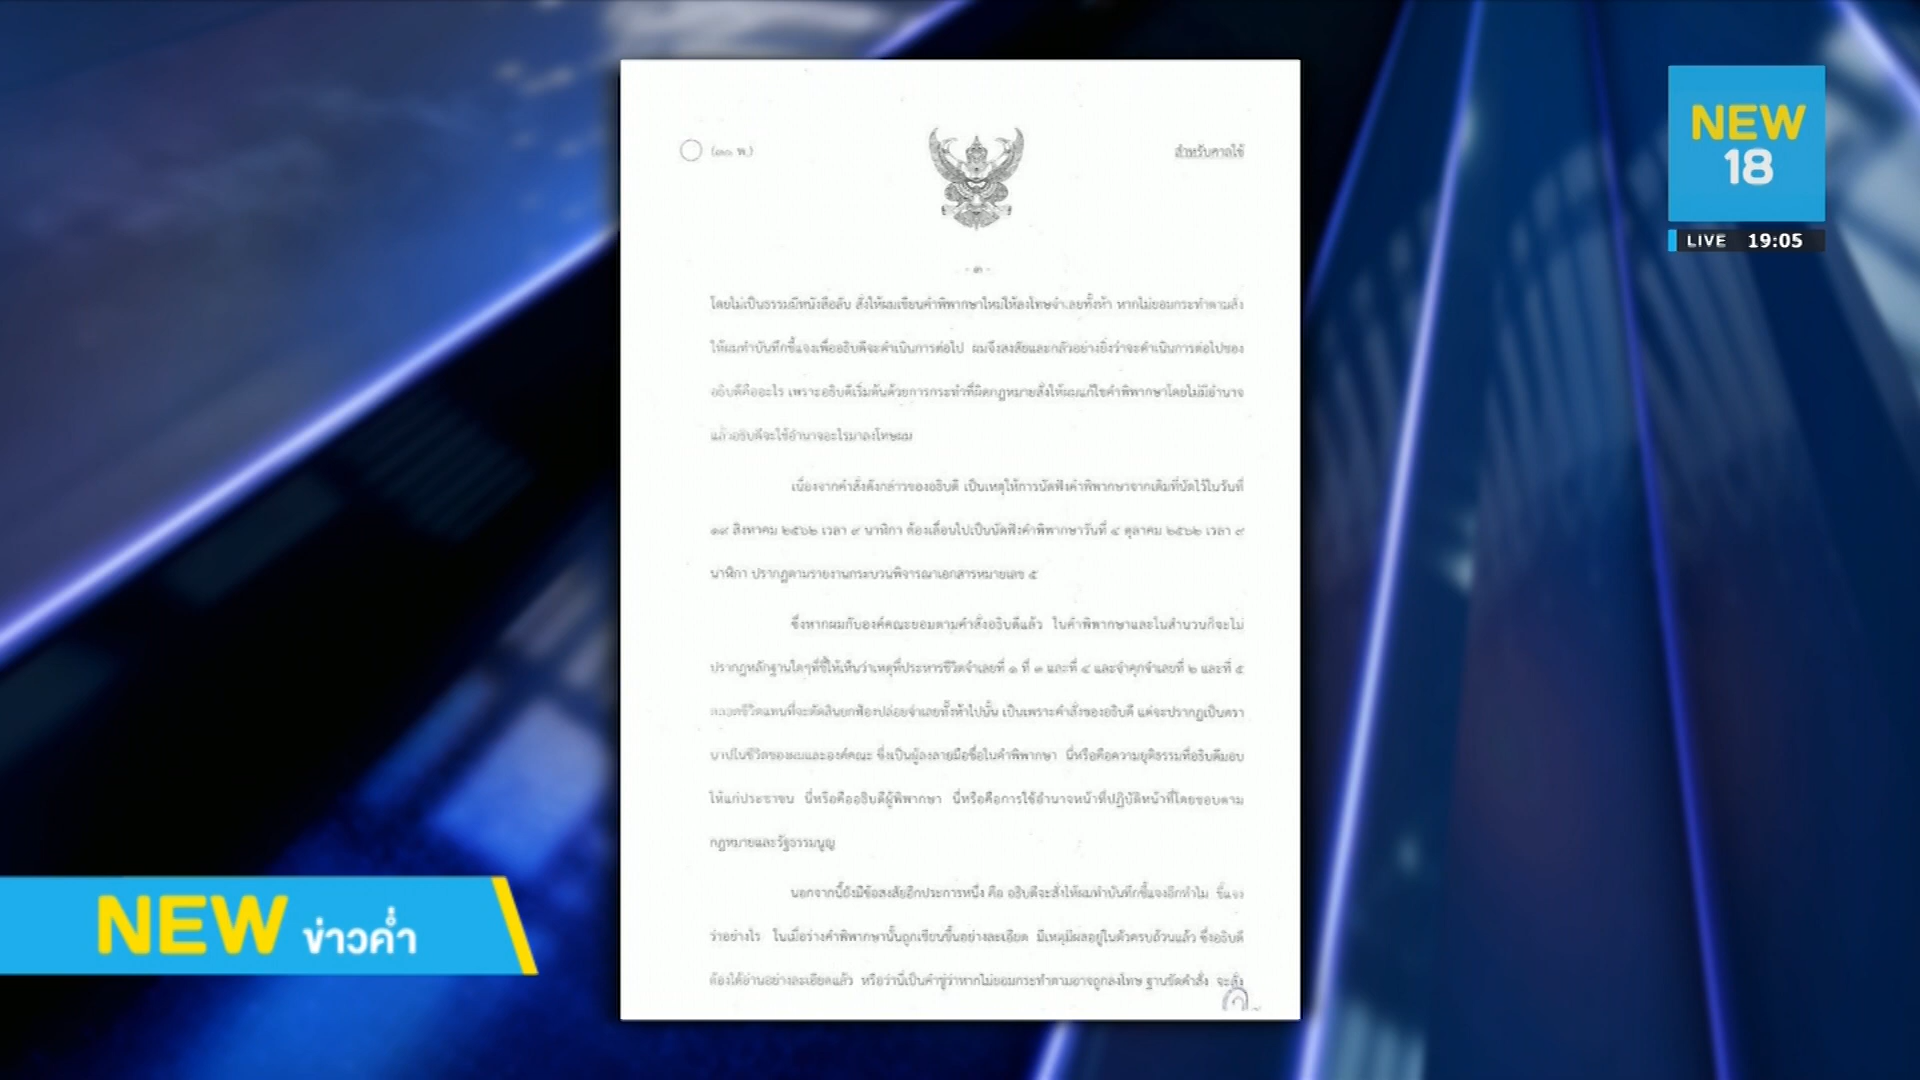 NEW
18
LIVE 19:05
(๓๑ พ.)
สำหรับศาลใช้
- ๓ -
โดยไม่เป็นธรรมมีหนังสือลับ สั่งให้ผมเขียนคำพิพากษาใหม่ให้ลงโทษจำเลยทั้งห้า หากไม่ยอมกระทำตามสั่ง
ให้ผมทำบันทึกชี้แจงเพื่ออธิบดีจะดำเนินการต่อไป ผมจึงสงสัยและกลัวอย่างยิ่งว่าจะดำเนินการต่อไปของ
อธิบดีคืออะไร เพราะอธิบดีเริ่มต้นด้วยการกระทำที่ผิดกฎหมายสั่งให้ผมแก้ไขคำพิพากษาโดยไม่มีอำนาจ
แล้วอธิบดีจะใช้อำนาจอะไรมาลงโทษผม
เนื่องจากคำสั่งดังกล่าวของอธิบดี เป็นเหตุให้การนัดฟังคำพิพากษาจากเดิมที่นัดไว้ในวันที่
๑๙ สิงหาคม ๒๕๖๒ เวลา ๙ นาฬิกา ต้องเลื่อนไปเป็นนัดฟังคำพิพากษาวันที่ ๔ ตุลาคม ๒๕๖๒ เวลา ๙
นาฬิกา ปรากฏตามรายงานกระบวนพิจารณาเอกสารหมายเลข ๕
ซึ่งหากผมกับองค์คณะยอมตามคำสั่งอธิบดีแล้ว ในคำพิพากษาและในสำนวนก็จะไม่
ปรากฏหลักฐานใดๆที่ชี้ให้เห็นว่าเหตุที่ประหารชีวิตจำเลยที่ ๑ ที่ ๓ และที่ ๔ และจำคุกจำเลยที่ ๒ และที่ ๕
ตลอดชีวิตแทนที่จะตัดสินยกฟ้องปล่อยจำเลยทั้งห้าไปนั้น เป็นเพราะคำสั่งของอธิบดี แต่จะปรากฏเป็นตรา
บาปในชีวิตของผมและองค์คณะ ซึ่งเป็นผู้ลงลายมือชื่อในคำพิพากษา นี่หรือคือความยุติธรรมที่อธิบดีมอบ
ให้แก่ประชาชน นี่หรือคืออธิบดีผู้พิพากษา นี่หรือคือการใช้อำนาจหน้าที่ปฏิบัติหน้าที่โดยชอบตาม
กฎหมายและรัฐธรรมนูญ
นอกจากนี้ยังมีข้อสงสัยอีกประการหนึ่ง คือ อธิบดีจะสั่งให้ผมทำบันทึกชี้แจงอีกทำไม ชี้แจง
ว่าอย่างไร ในเมื่อร่างคำพิพากษานั้นถูกเขียนขึ้นอย่างละเอียด มีเหตุมีผลอยู่ในตัวครบถ้วนแล้ว ซึ่งอธิบดี
ต้องได้อ่านอย่างละเอียดแล้ว หรือว่านี่เป็นคำขู่ว่าหากไม่ยอมกระทำตามอาจถูกลงโทษ ฐานขัดคำสั่ง จะสั่ง
NEW ข่าวค่ำ